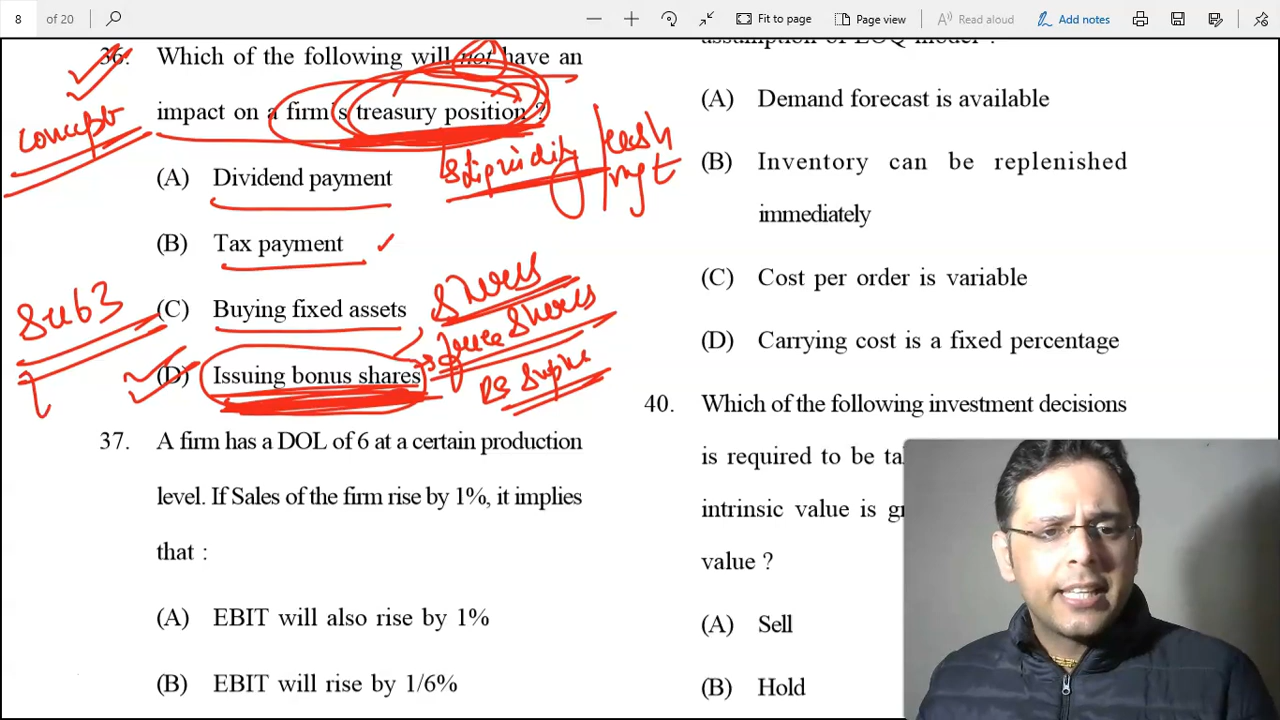 8
of 20
Fit to page
Page view
Read aloud
Add notes
36. Which of the following will not have an
impact on a firm's treasury position ?
(A) Dividend payment
(B) Tax payment
(C) Buying fixed assets
(D) Issuing bonus shares
concept
liquidity cash
mgt
Sub 3
shares
free shares
37. A firm has a DOL of 6 at a certain production
level. If Sales of the firm rise by 1%, it implies
that :
(A) EBIT will also rise by 1%
(B) EBIT will rise by 1/6%
assumption of EOQ model ?
(A) Demand forecast is available
(B) Inventory can be replenished
immediately
(C) Cost per order is variable
(D) Carrying cost is a fixed percentage
40. Which of the following investment decisions
is required to be
intrinsic value is
value ?
(A) Sell
(B) Hold